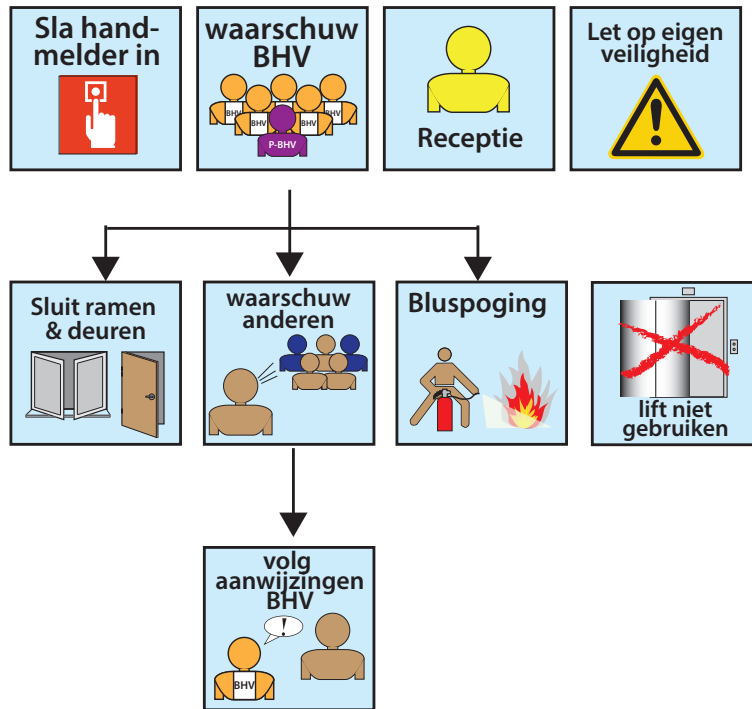 Sla hand-
melder in
waarschuw
BHV
BHV
BHV
BHV
BHV
P-BHV
Receptie
Let op eigen
veiligheid
!
Sluit ramen
& deuren
waarschuw
anderen
Bluspoging
lift niet
gebruiken
volg
aanwijzingen
BHV
!
BHV